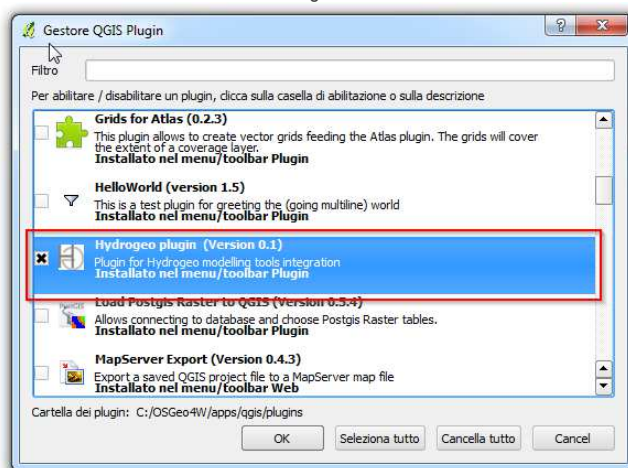 Gestore QGIS Plugin
Filtro
Per abilitare / disabilitare un plugin, clicca sulla casella di abilitazione o sulla descrizione
Grids for Atlas (0.2.3)
This plugin allows to create vector grids feeding the Atlas plugin. The grids will cover
the extent of a coverage layer.
Installato nel menu/toolbar Plugin
HelloWorld (version 1.5)
This is a test plugin for greeting the (going multiline) world
Installato nel menu/toolbar Plugin
Hydrogeo plugin (Version 0.1)
Plugin for Hydrogeo modelling tools integration
Installato nel menu/toolbar Plugin
Load Postgis Raster to QGIS (Version 0.5.4)
Allows connecting to database and choose Postgis Raster tables.
Installato nel menu/toolbar Plugin
MapServer Export (Version 0.4.3)
Export a saved QGIS project file to a MapServer map file
Installato nel menu/toolbar Web
Cartella dei plugin: C:/OSGeo4W/apps/qgis/plugins
OK Seleziona tutto Cancella tutto Cancel